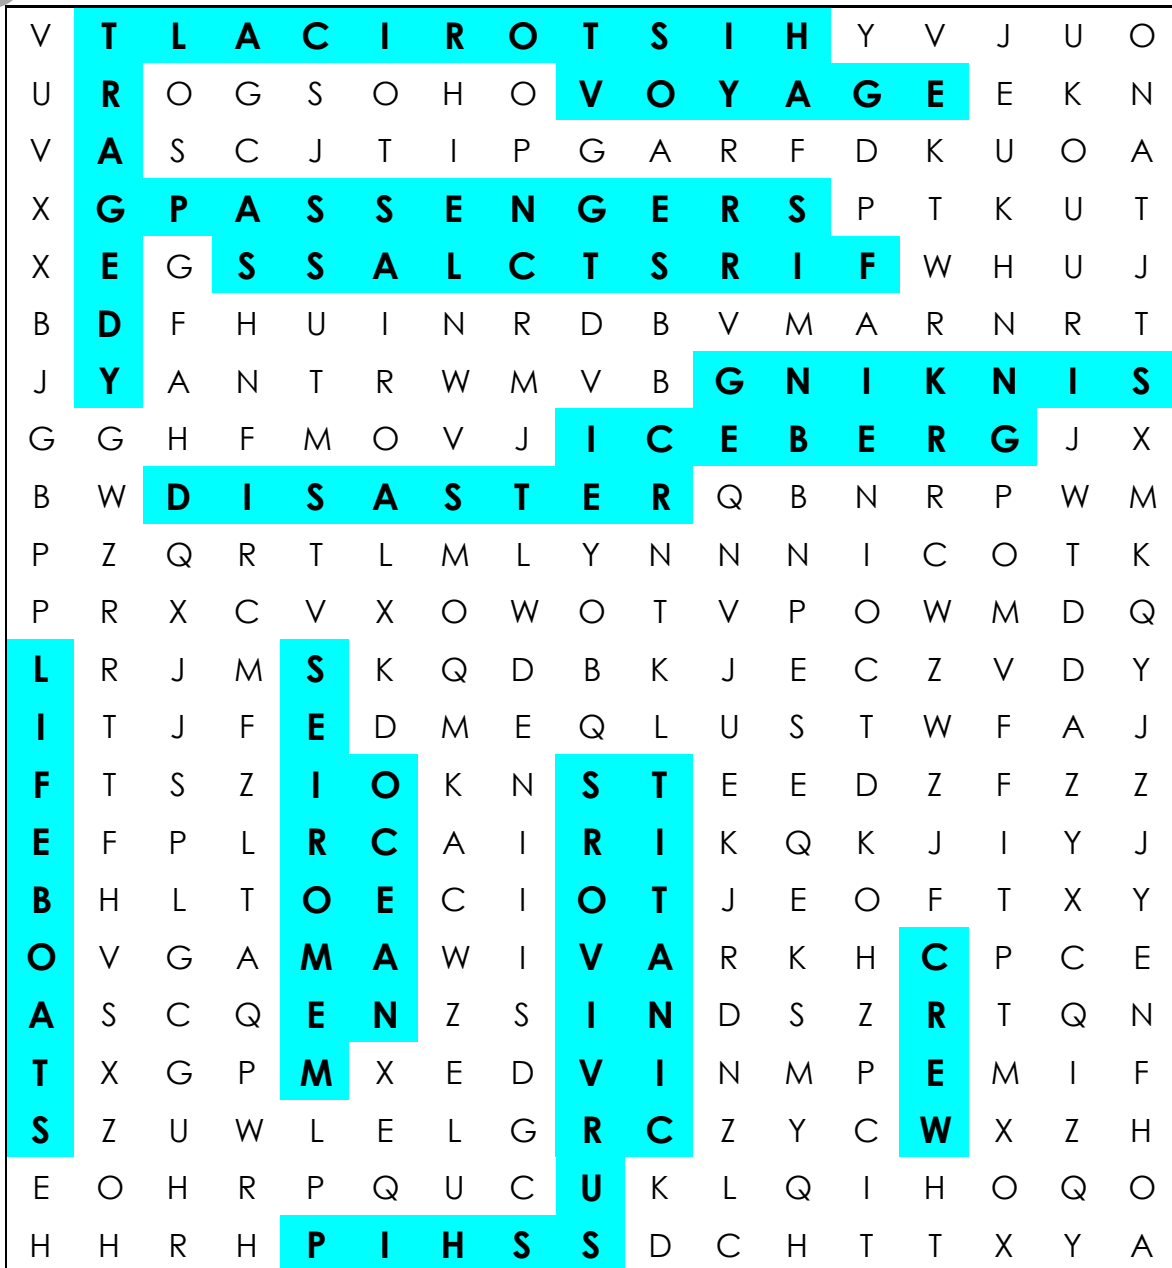 V T L A C I R O T S I H Y V J U O
U R O G S O H O V O Y A G E E K N
V A S C J T I P G A R F D K U O A
X G P A S S E N G E R S P T K U T
X E G S S A L C T S R I F W H U J
B D F H U I N R D B V M A R N R T
J Y A N T R W M V B G N I K N I S
G G H F M O V J I C E B E R G J X
B W D I S A S T E R Q B N R P W M
P Z Q R T L M L Y N N N I C O T K
P R X C V X O W O T V P O W M D Q
L R J M S K Q D B K J E C Z V D Y
I T J F E D M E Q L U S T W F A J
F T S Z I O K N S T E E D Z F Z Z
E F P L R C A I R I K Q K J I Y J
B H L T O E C I O T J E O F T X Y
O V G A M A W I V A R K H C P C E
A S C Q E N Z S I N D S Z R T Q N
T X G P M X E D V I N M P E M I F
S Z U W L E L G R C Z Y C W X Z H
E O H R P Q U C U K L Q I H O Q O
H H R H P I H S S D C H T T X Y A